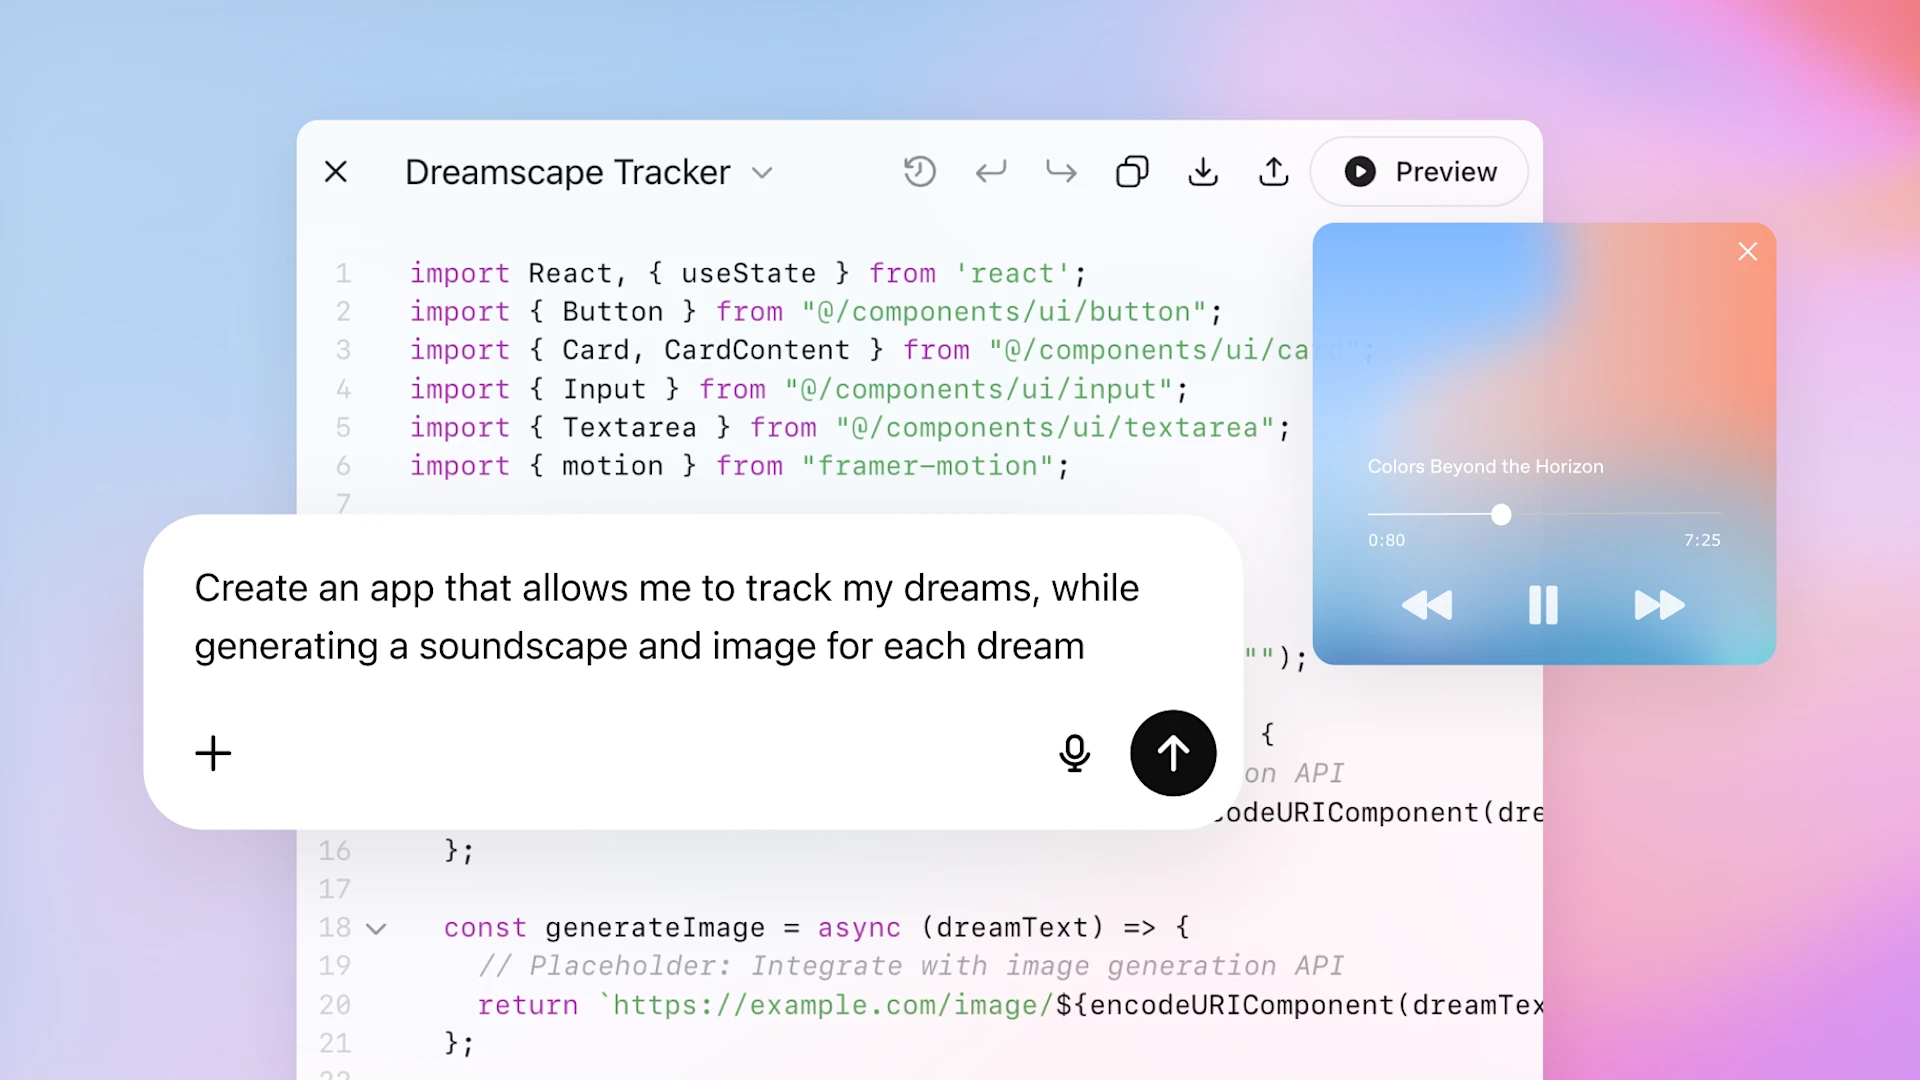 Dreamscape Tracker
Preview
1 import React, { useState } from 'react';
2 import { Button } from "@/components/ui/button";
3 import { Card, CardContent } from "@/components/ui/card";
4 import { Input } from "@/components/ui/input";
5 import { Textarea } from "@/components/ui/textarea";
6 import { motion } from "framer-motion";
7
Colors Beyond the Horizon
0:80 7:25
Create an app that allows me to track my dreams, while
generating a soundscape and image for each dream
"");
{
on API
codeURIComponent(dre
16 };
17
18 const generateImage = async (dreamText) => {
19 // Placeholder: Integrate with image generation API
20 return `https://example.com/image/${encodeURIComponent(dreamTex
21 };
22